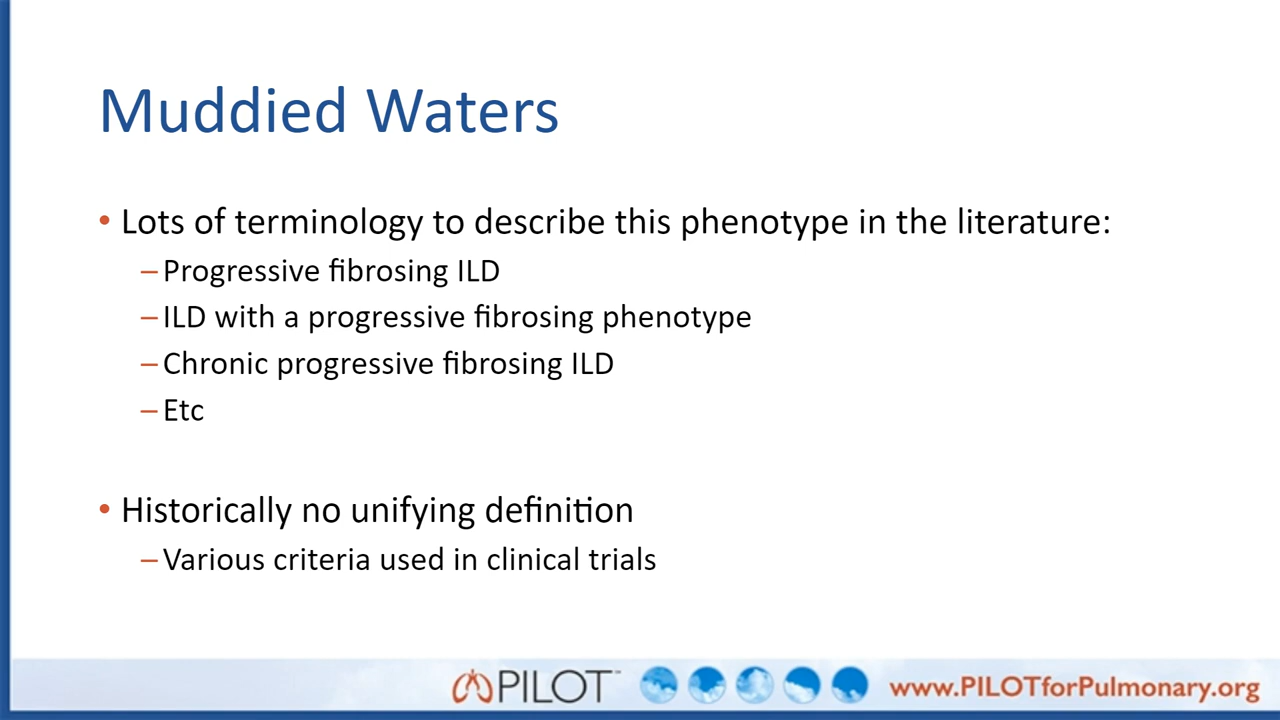 Muddied Waters
• Lots of terminology to describe this phenotype in the literature:
– Progressive fibrosing ILD
– ILD with a progressive fibrosing phenotype
– Chronic progressive fibrosing ILD
– Etc
• Historically no unifying definition
– Various criteria used in clinical trials
PILOT™ www.PILOTforPulmonary.org